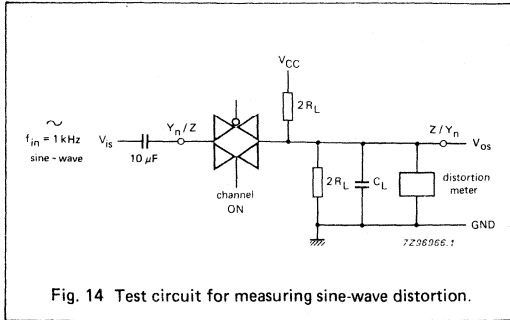 V_CC
2R_L
f_in = 1 kHz
sine - wave
V_is
10 µF
Y_n/Z
channel
ON
2R_L
C_L
distortion
meter
Z/Y_n
V_os
GND
7Z96966.1
Fig. 14 Test circuit for measuring sine-wave distortion.